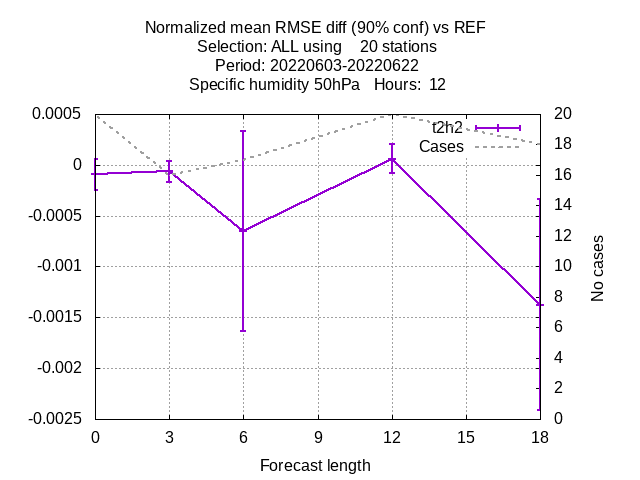 Normalized mean RMSE diff (90% conf) vs REF
Selection: ALL using    20 stations
Period: 20220603-20220622
Specific humidity 50hPa   Hours:  12
t2h2
Cases
0.0005
0
-0.0005
-0.001
-0.0015
-0.002
-0.0025
20
18
16
14
12
10
8
6
4
2
0
No cases
0 3 6 9 12 15 18
Forecast length